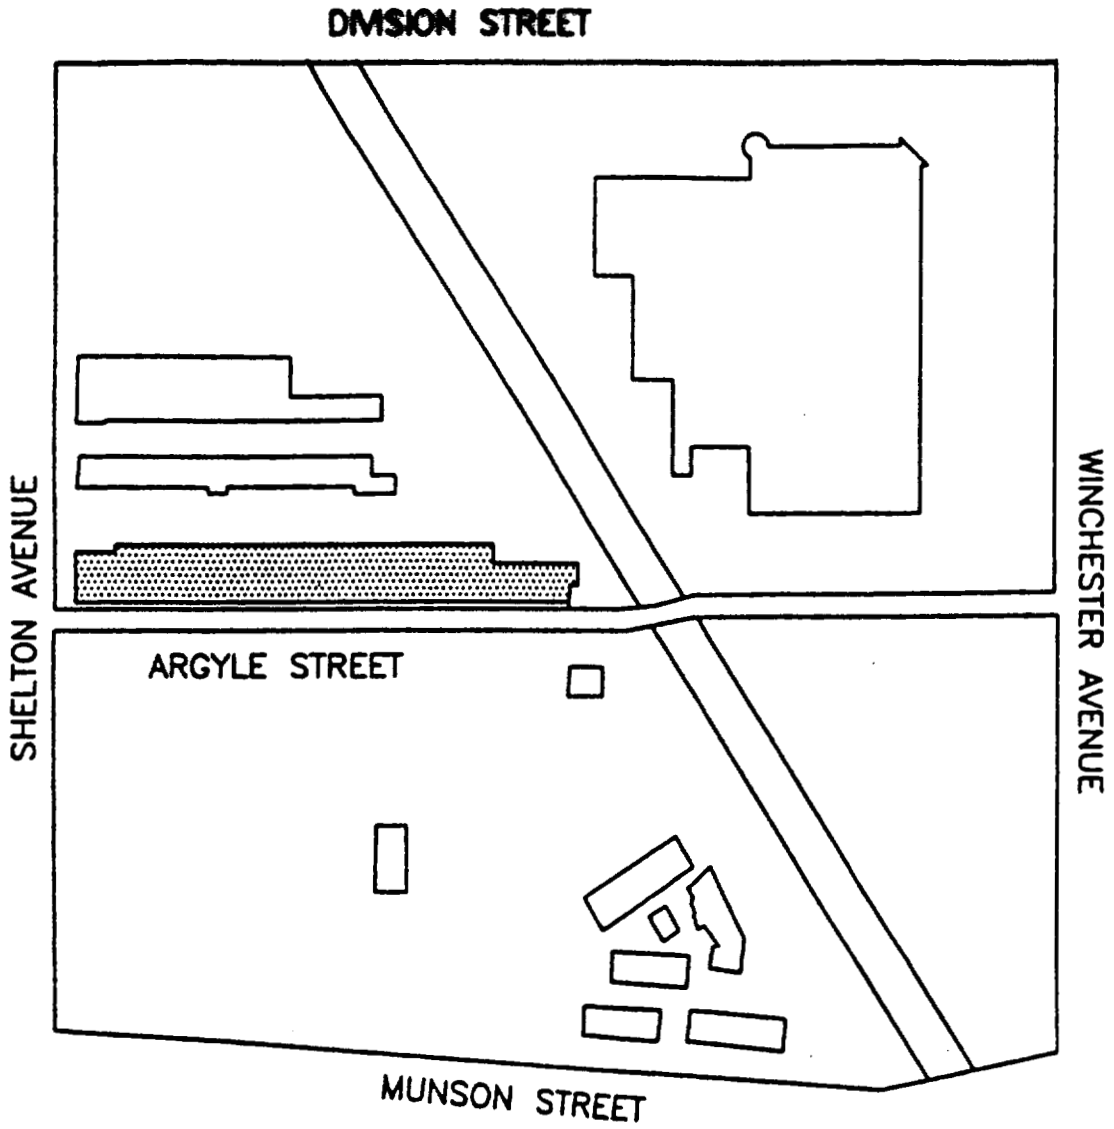 DIVISION STREET
SHELTON AVENUE
WINCHESTER AVENUE
ARGYLE STREET
MUNSON STREET